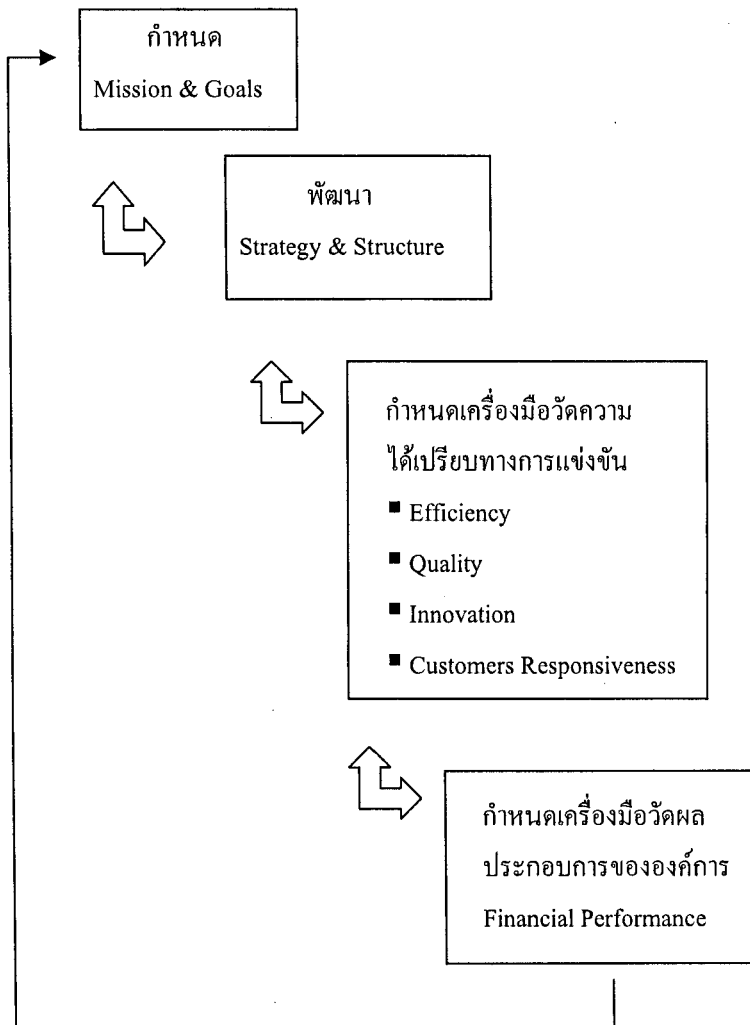 กำหนด
Mission & Goals
พัฒนา
Strategy & Structure
กำหนดเครื่องมือวัดความ
ได้เปรียบทางการแข่งขัน
■ Efficiency
■ Quality
■ Innovation
■ Customers Responsiveness
กำหนดเครื่องมือวัดผล
ประกอบการขององค์การ
Financial Performance